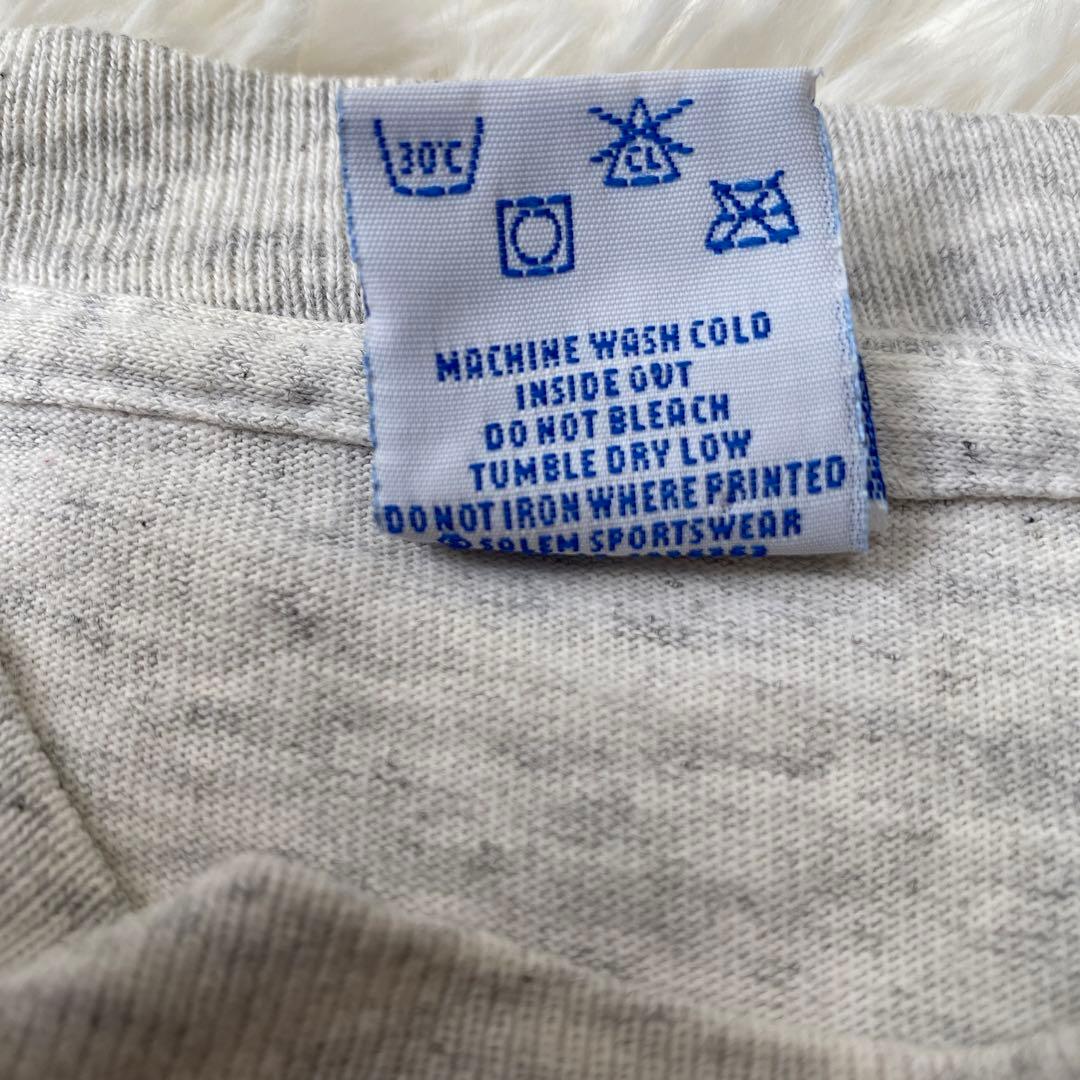 30°C
CL
MACHINE WASH COLD
INSIDE OUT
DO NOT BLEACH
TUMBLE DRY LOW
DO NOT IRON WHERE PRINTED
® SALEM SPORTSWEAR